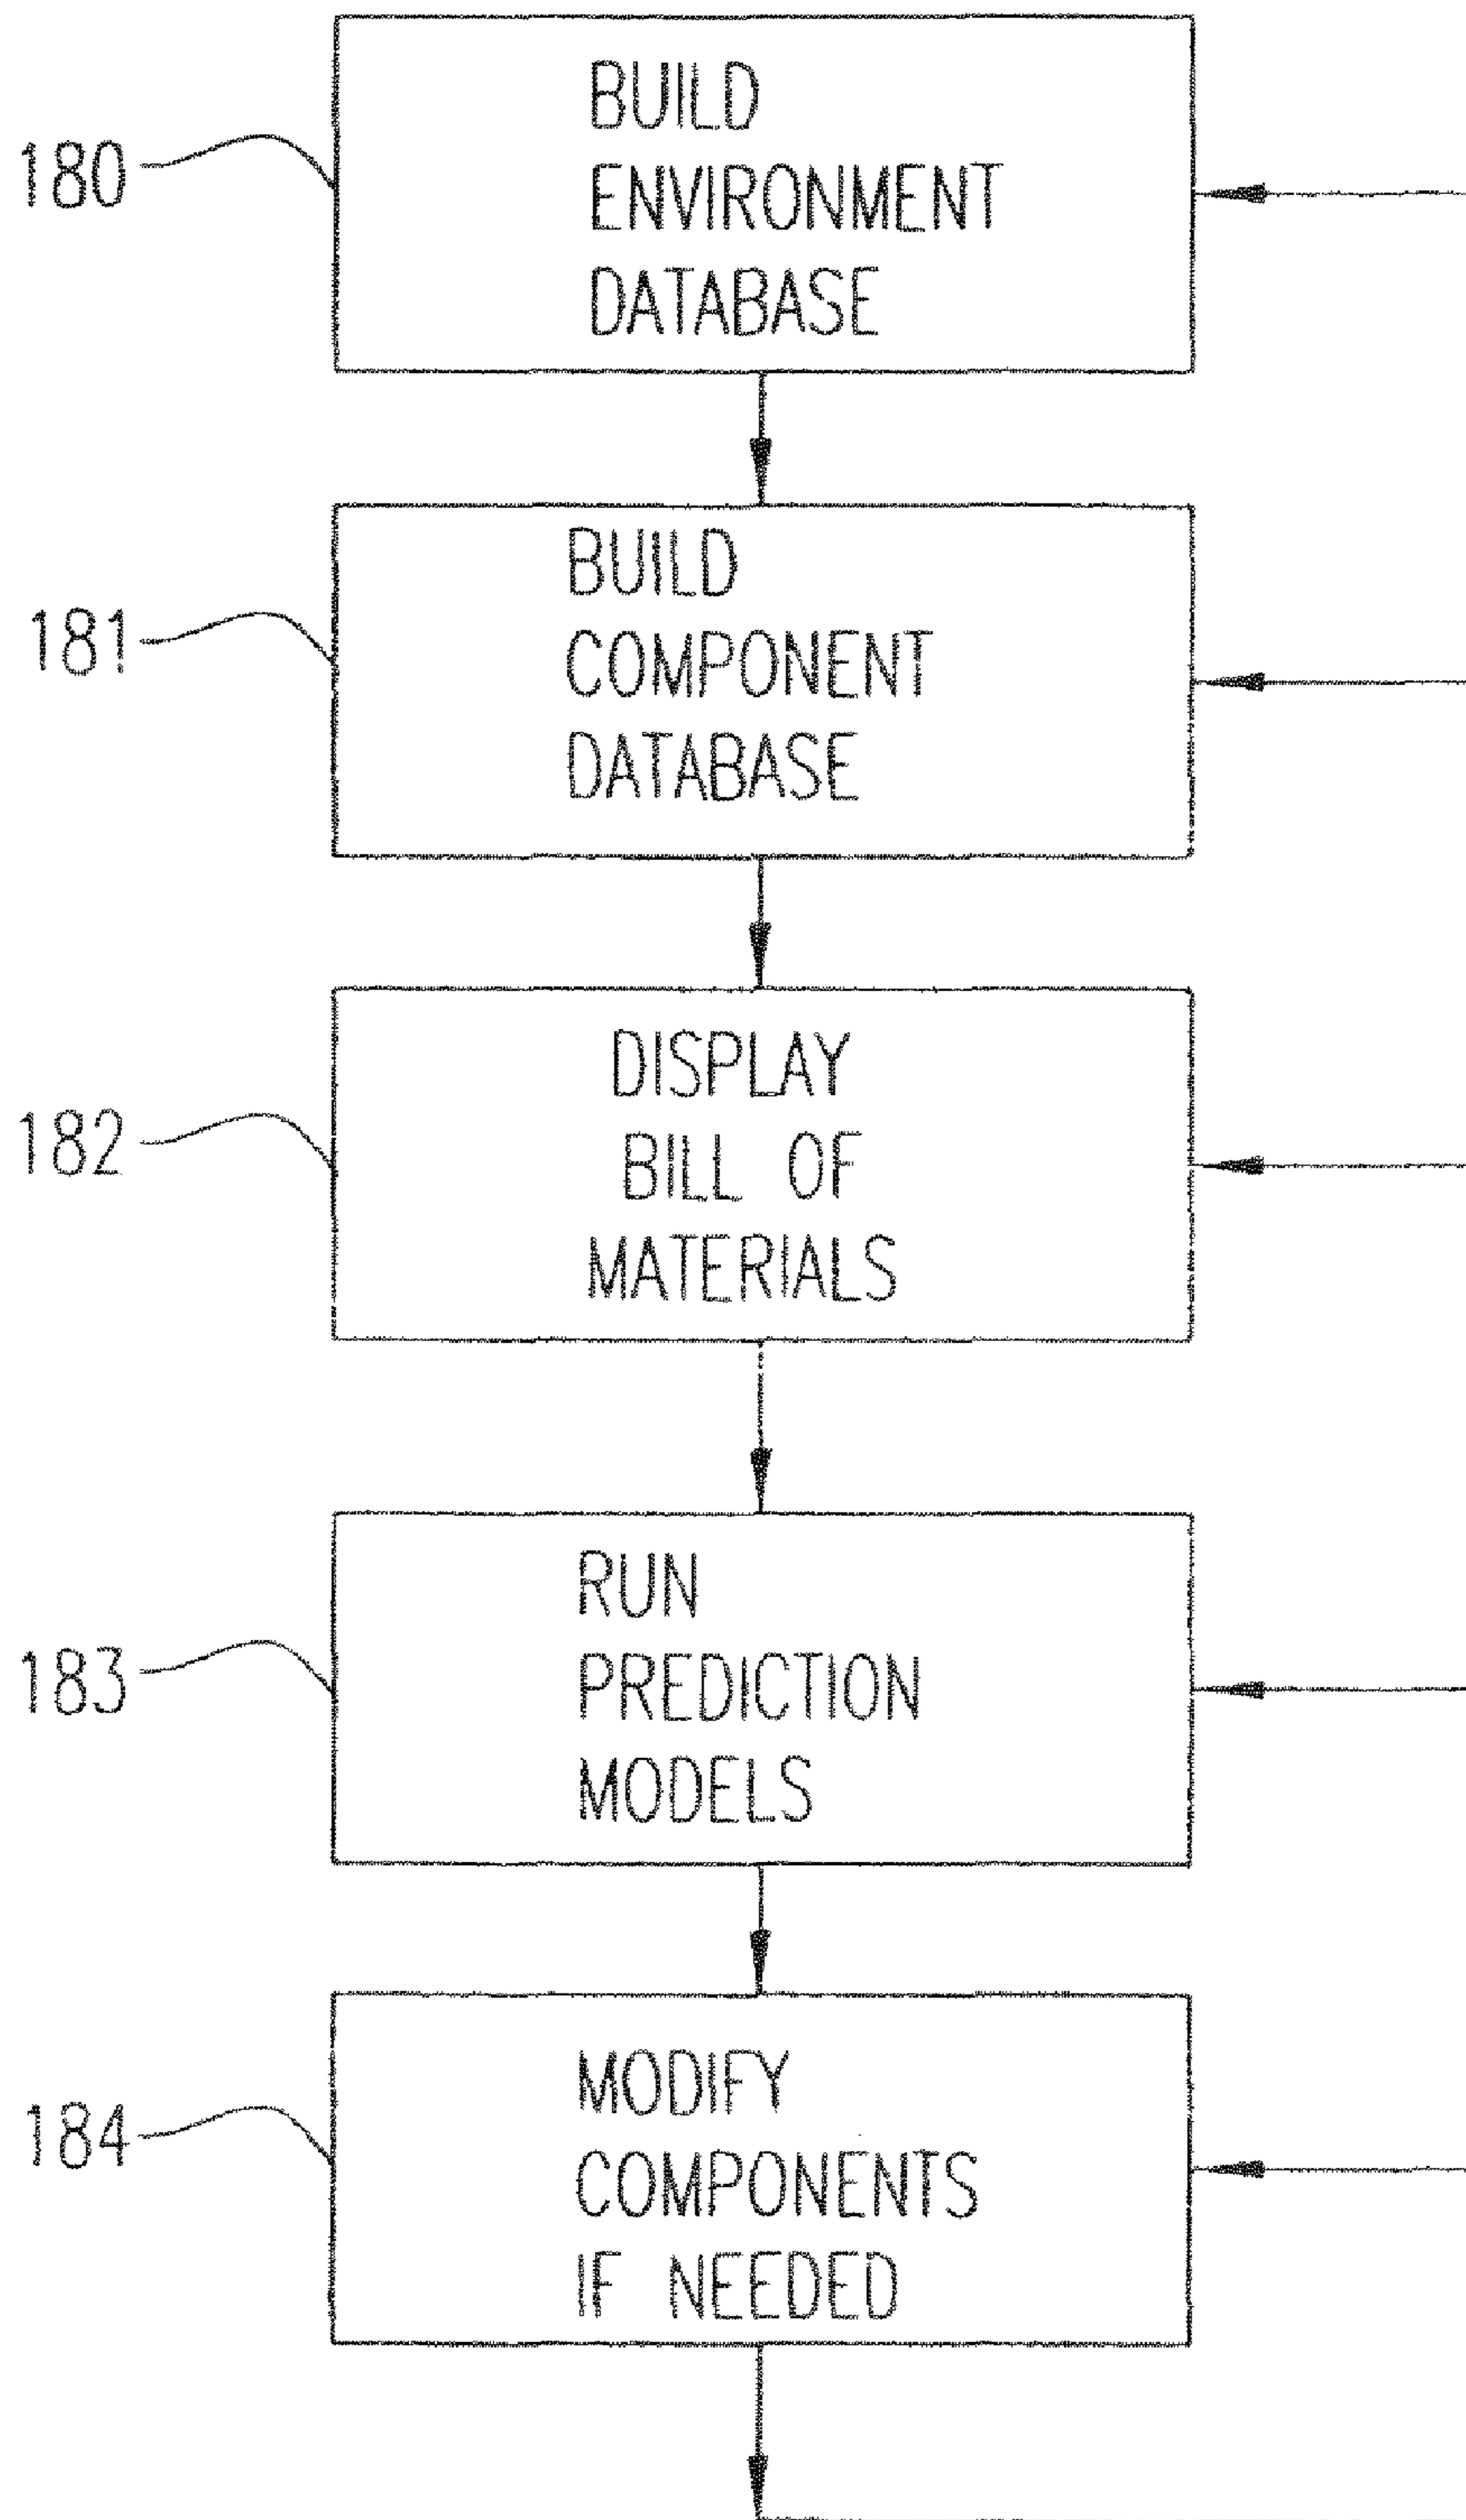 180
BUILD
ENVIRONMENT
DATABASE
181
BUILD
COMPONENT
DATABASE
182
DISPLAY
BILL OF
MATERIALS
183
RUN
PREDICTION
MODELS
184
MODIFY
COMPONENTS
IF NEEDED